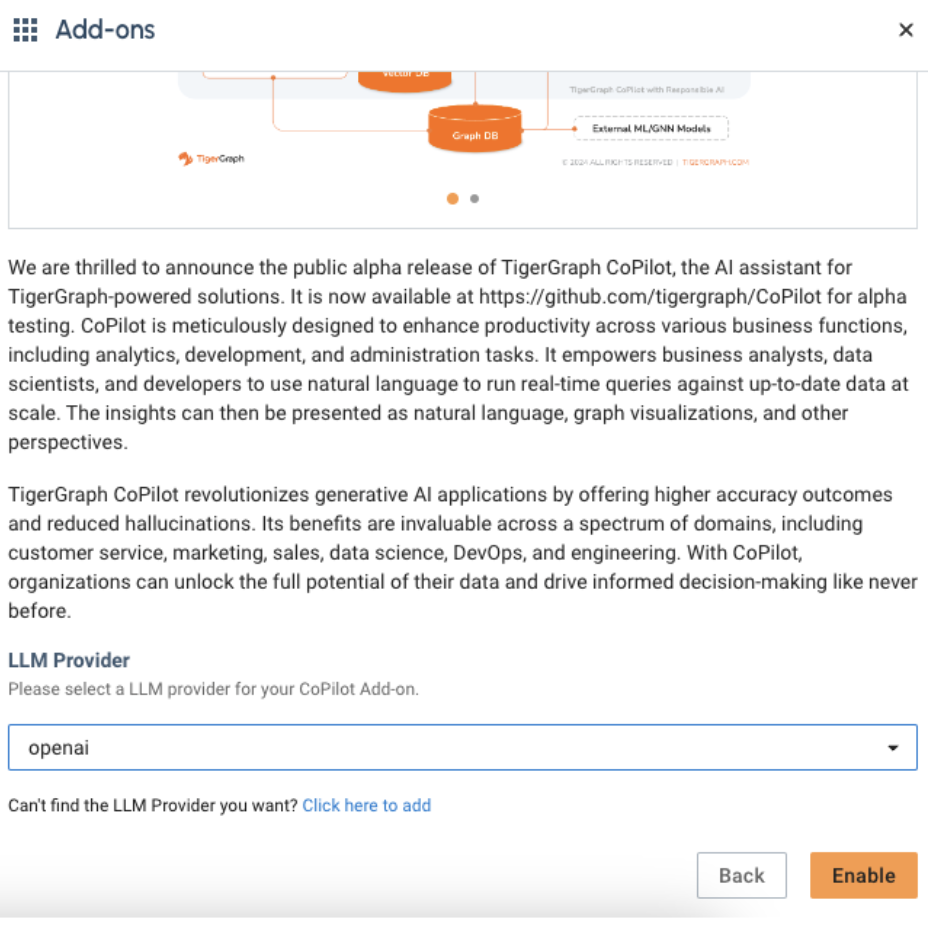 Add-ons
Vector DB
TigerGraph CoPilot with Responsible AI
Graph DB
External ML/GNN Models
TigerGraph
© 2024 ALL RIGHTS RESERVED | TIGERGRAPH.COM
We are thrilled to announce the public alpha release of TigerGraph CoPilot, the AI assistant for
TigerGraph-powered solutions. It is now available at https://github.com/tigergraph/CoPilot for alpha
testing. CoPilot is meticulously designed to enhance productivity across various business functions,
including analytics, development, and administration tasks. It empowers business analysts, data
scientists, and developers to use natural language to run real-time queries against up-to-date data at
scale. The insights can then be presented as natural language, graph visualizations, and other
perspectives.
TigerGraph CoPilot revolutionizes generative AI applications by offering higher accuracy outcomes
and reduced hallucinations. Its benefits are invaluable across a spectrum of domains, including
customer service, marketing, sales, data science, DevOps, and engineering. With CoPilot,
organizations can unlock the full potential of their data and drive informed decision-making like never
before.
LLM Provider
Please select a LLM provider for your CoPilot Add-on.
openai
Can't find the LLM Provider you want? Click here to add
Back
Enable